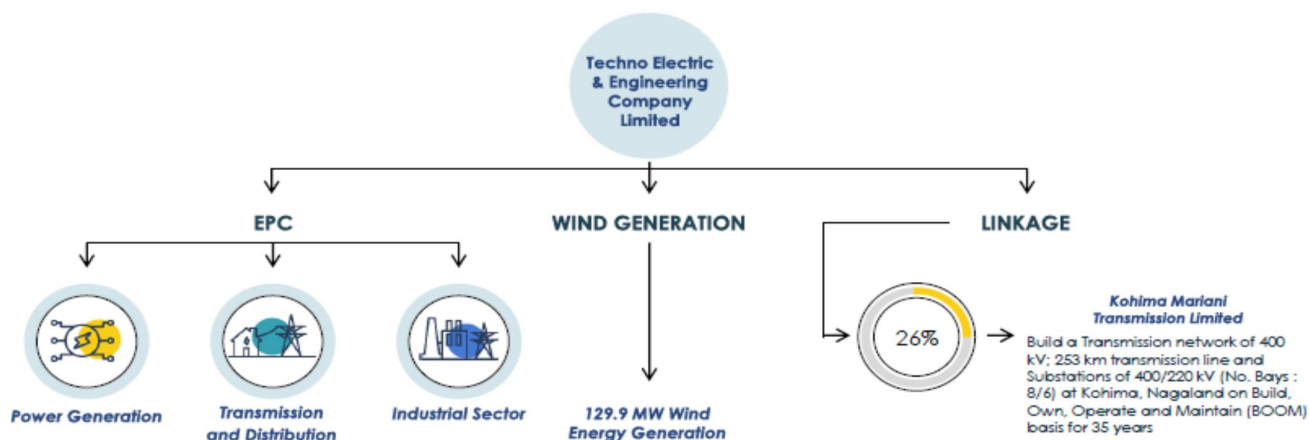 Techno Electric
& Engineering
Company
Limited
EPC
WIND GENERATION
LINKAGE
Power Generation
Transmission
and Distribution
Industrial Sector
129.9 MW Wind
Energy Generation
26%
Kohima Mariani
Transmission Limited
Build a Transmission network of 400
kV; 253 km transmission line and
Substations of 400/220 kV (No. Bays :
8/6) at Kohima, Nagaland on Build,
Own, Operate and Maintain (BOOM)
basis for 35 years